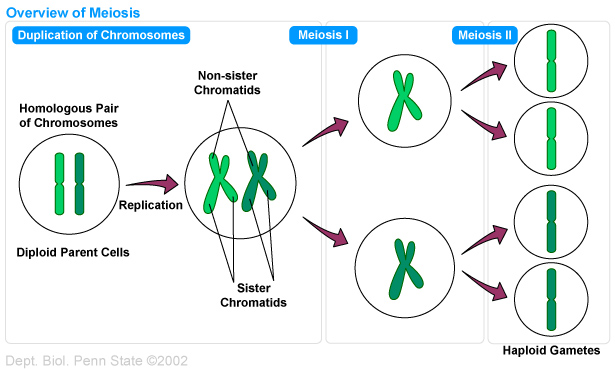 Overview of Meiosis
Duplication of Chromosomes
Meiosis I
Meiosis II
Non-sister
Chromatids
Homologous Pair
of Chromosomes
Replication
Diploid Parent Cells
Sister
Chromatids
Haploid Gametes
Dept. Biol. Penn State ©2002